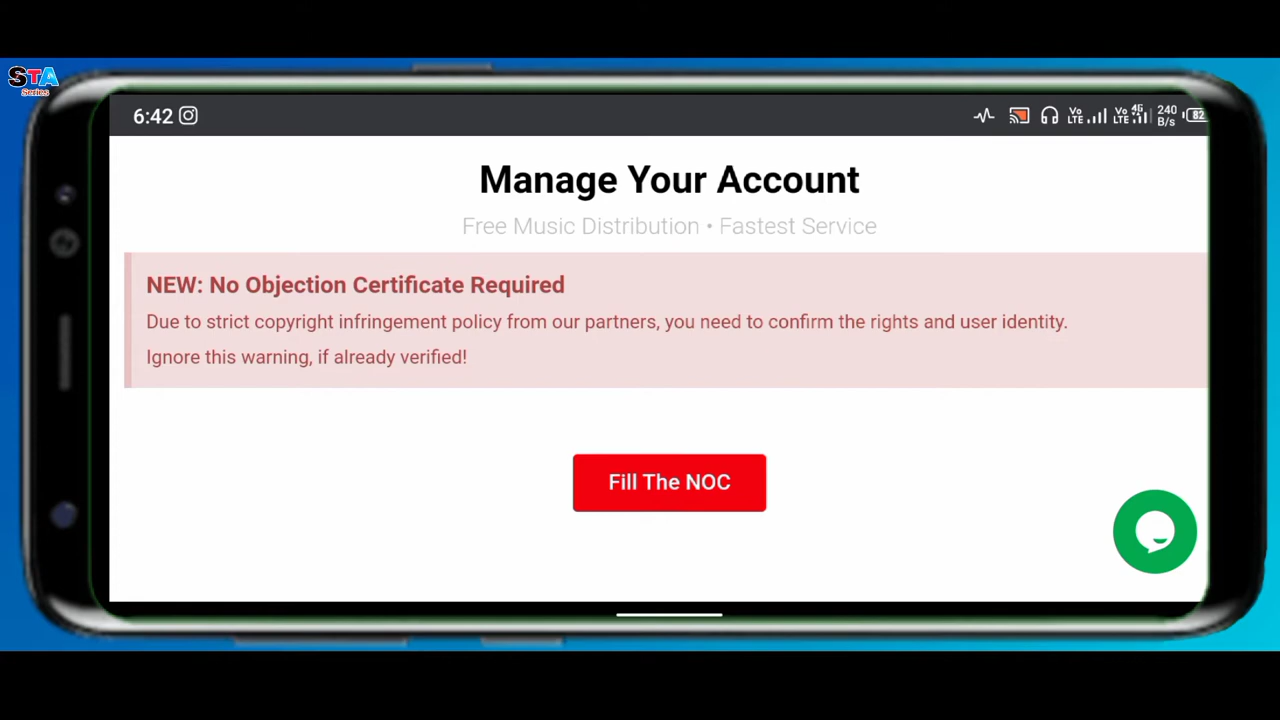 STA
Series
6:42
Vo
LTE
Vo
LTE
4G
240
B/s
82
Manage Your Account
Free Music Distribution • Fastest Service
NEW: No Objection Certificate Required
Due to strict copyright infringement policy from our partners, you need to confirm the rights and user identity.
Ignore this warning, if already verified!
Fill The NOC